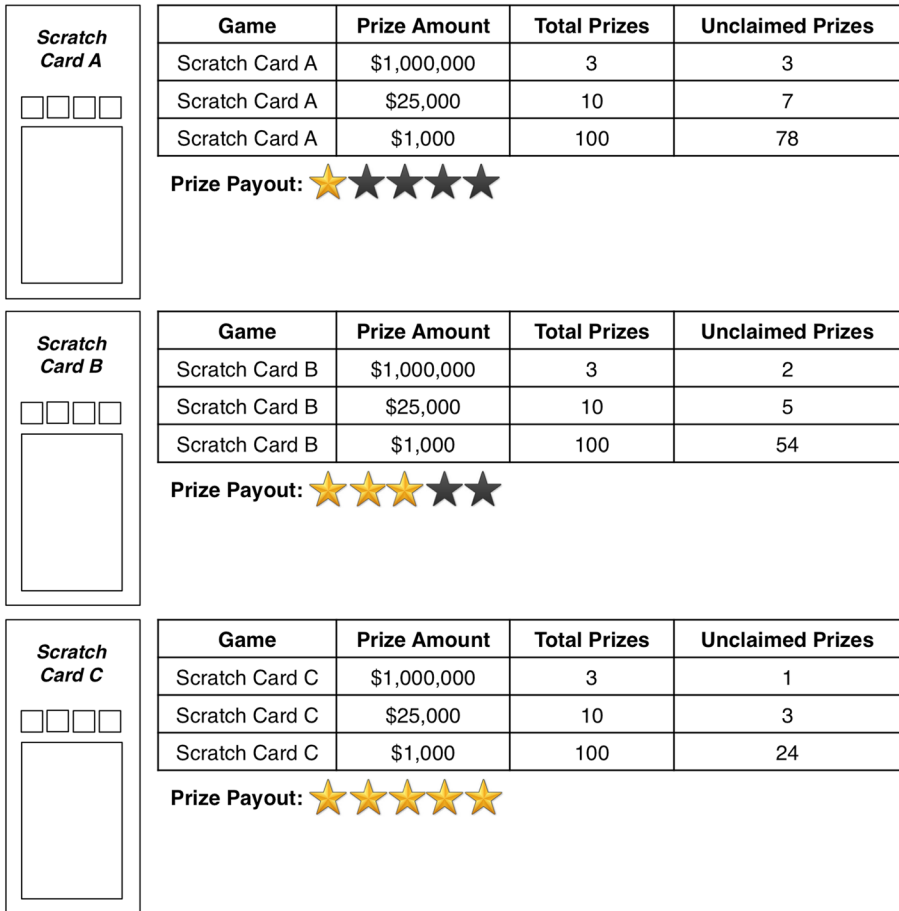 Scratch
Card A
Game Prize Amount Total Prizes Unclaimed Prizes
Scratch Card A $1,000,000 3 3
Scratch Card A $25,000 10 7
Scratch Card A $1,000 100 78
Prize Payout:
Scratch
Card B
Game Prize Amount Total Prizes Unclaimed Prizes
Scratch Card B $1,000,000 3 2
Scratch Card B $25,000 10 5
Scratch Card B $1,000 100 54
Prize Payout:
Scratch
Card C
Game Prize Amount Total Prizes Unclaimed Prizes
Scratch Card C $1,000,000 3 1
Scratch Card C $25,000 10 3
Scratch Card C $1,000 100 24
Prize Payout: